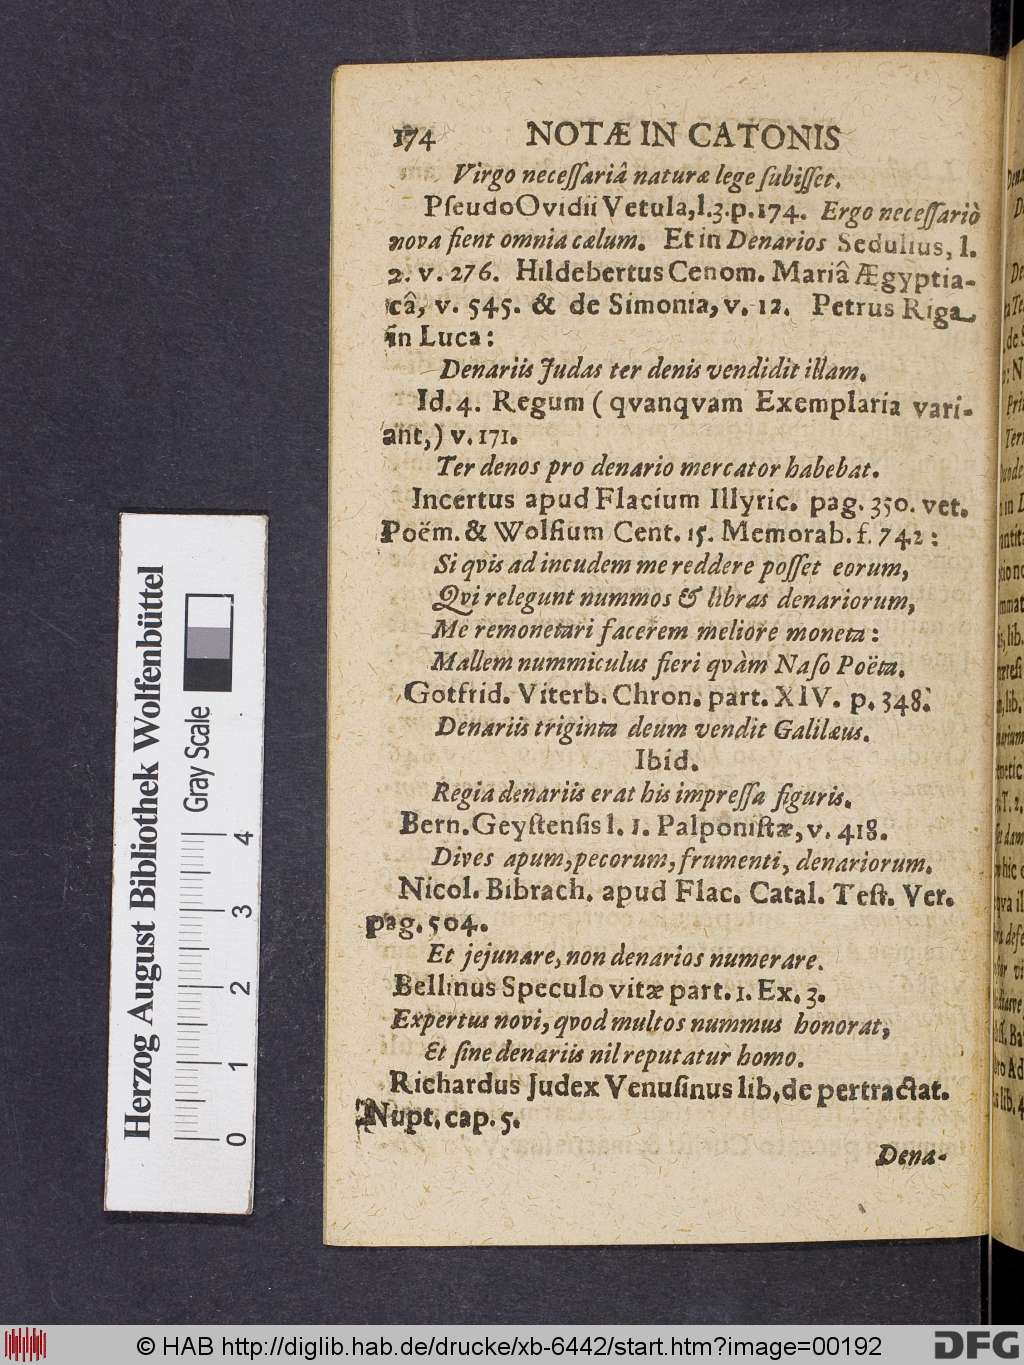 174 NOTÆ IN CATONIS
Virgo neceſſariâ naturæ lege ſubiſſet.
PſeudoOvidii Vetula, l. 3. p. 174. Ergo neceſſariò
nova fient omnia cælum. Et in Denarios Sedulius, l.
2. v. 276. Hildebertus Cenom. Mariâ Ægyptia-
câ, v. 545. & de Simonia, v. 12. Petrus Riga
in Luca:
Denariis Judas ter denis vendidit illam.
Id. 4. Regum ( qvanqvam Exemplaria vari-
ant,) v. 171.
Ter denos pro denario mercator habebat.
Incertus apud Flacium Illyric. pag. 350. vet.
Poëm. & Wolfium Cent. 15. Memorab. f. 742:
Si qvis ad incudem me reddere poſſet eorum,
Qvi relegunt nummos & libras denariorum,
Me remonetari facerem meliore moneta:
Mallem nummiculus fieri qvàm Naſo Poëta.
Gotfrid. Viterb. Chron. part. XIV. p. 348.
Denariis triginta deum vendit Galilæus.
Ibid.
Regia denariis erat his impreſſa figuris.
Bern. Geyſtenſis l. 1. Palponiſtæ, v. 418.
Dives apum, pecorum, frumenti, denariorum.
Nicol. Bibrach. apud Flac. Catal. Teſt. Ver.
pag. 504.
Et jejunare, non denarios numerare.
Bellinus Speculo vitæ part. 1. Ex. 3.
Expertus novi, qvod multos nummus honorat,
Et ſine denariis nil reputatur homo.
Richardus Judex Venuſinus lib. de pertractat.
Nupt. cap. 5.
Dena-
Herzog August Bibliothek Wolfenbüttel
Gray Scale
0 1 2 3 4
© HAB http://diglib.hab.de/drucke/xb-6442/start.htm?image=00192
DFG